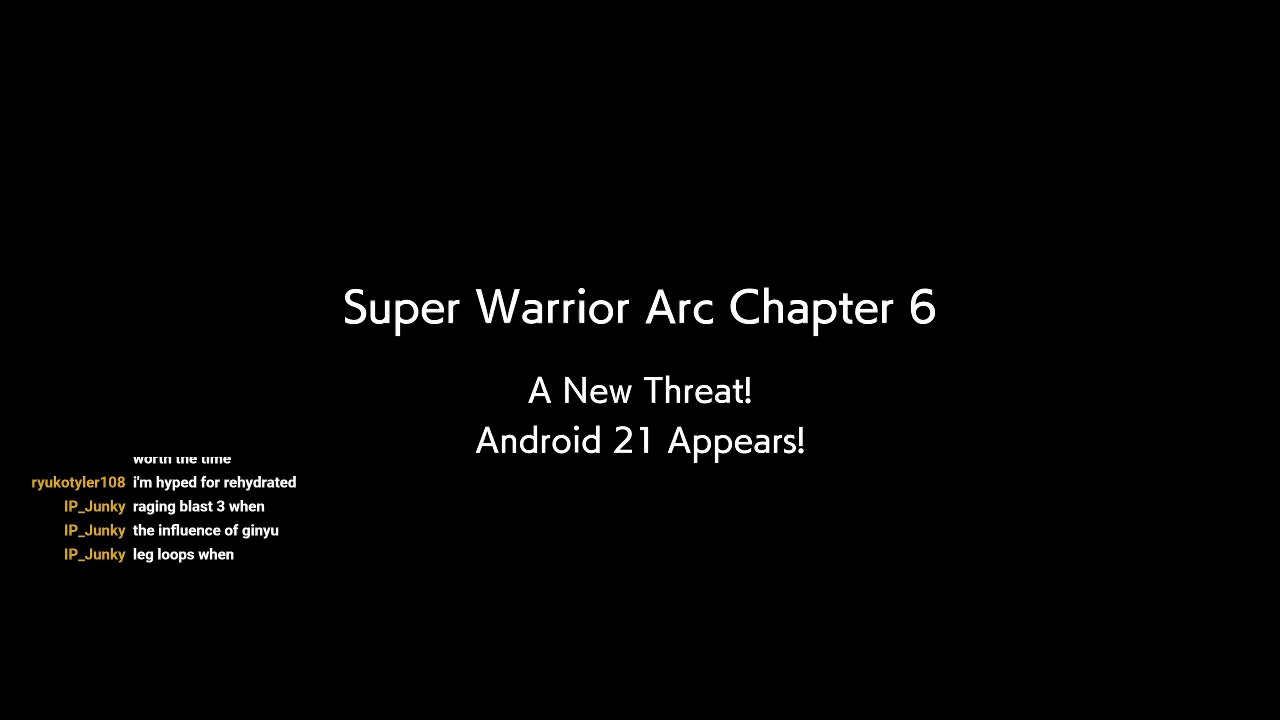 Super Warrior Arc Chapter 6
A New Threat!
Android 21 Appears!
worth the time
ryukotyler108 i'm hyped for rehydrated
IP_Junky raging blast 3 when
IP_Junky the influence of ginyu
IP_Junky leg loops when